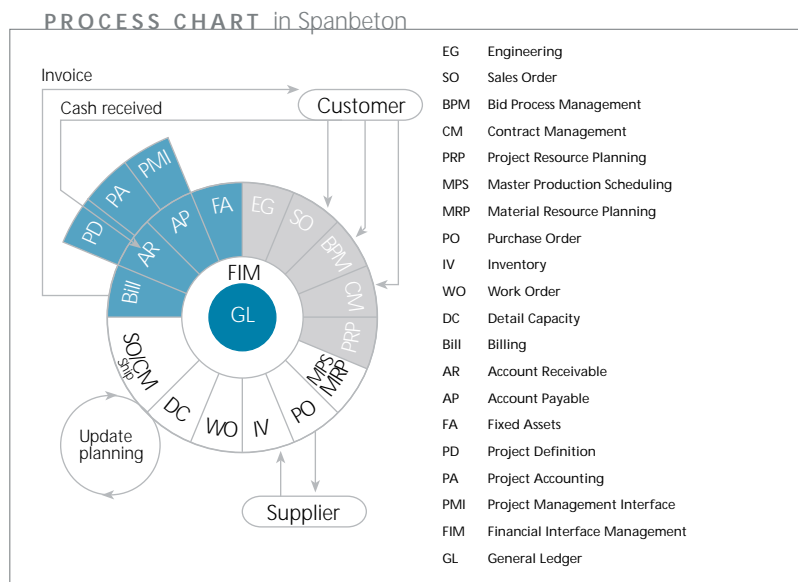 PROCESS CHART in Spanbeton
Invoice
Cash received
Customer
PMI
PA
PD
FA
AP
AR
Bill
EG
SO
BPM
CM
PRP
FIM
GL
SO/CM
Ship
DC
WO
IV
PO
MPS
MRP
Update
planning
Supplier
EG Engineering
SO Sales Order
BPM Bid Process Management
CM Contract Management
PRP Project Resource Planning
MPS Master Production Scheduling
MRP Material Resource Planning
PO Purchase Order
IV Inventory
WO Work Order
DC Detail Capacity
Bill Billing
AR Account Receivable
AP Account Payable
FA Fixed Assets
PD Project Definition
PA Project Accounting
PMI Project Management Interface
FIM Financial Interface Management
GL General Ledger